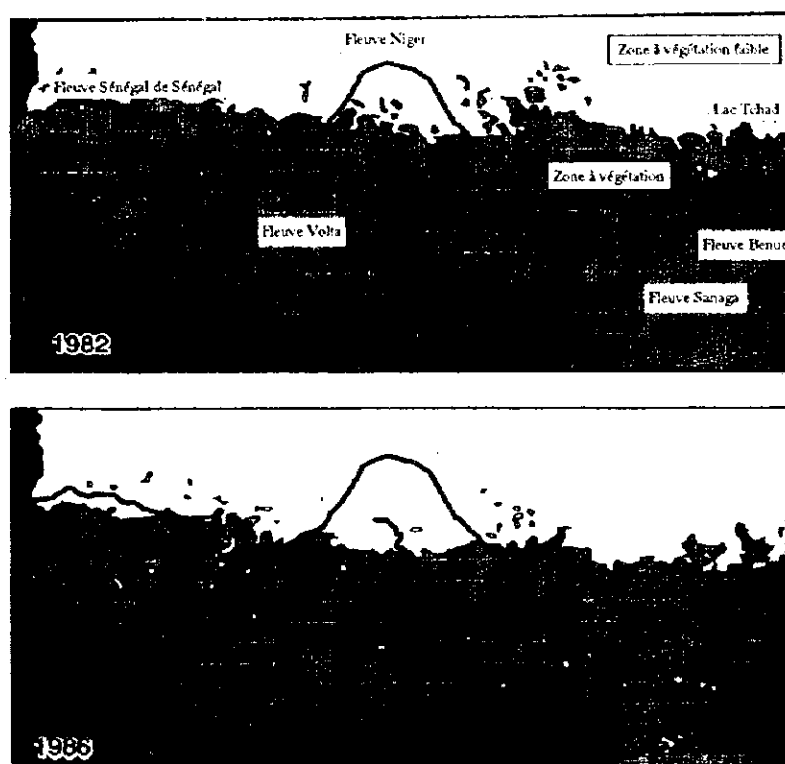 Fleuve Niger
Zone à végétation faible
Fleuve Sénégal de Sénégal
Lac Tchad
Zone à végétation
Fleuve Volta
Fleuve Benue
Fleuve Sanaga
1982
1986